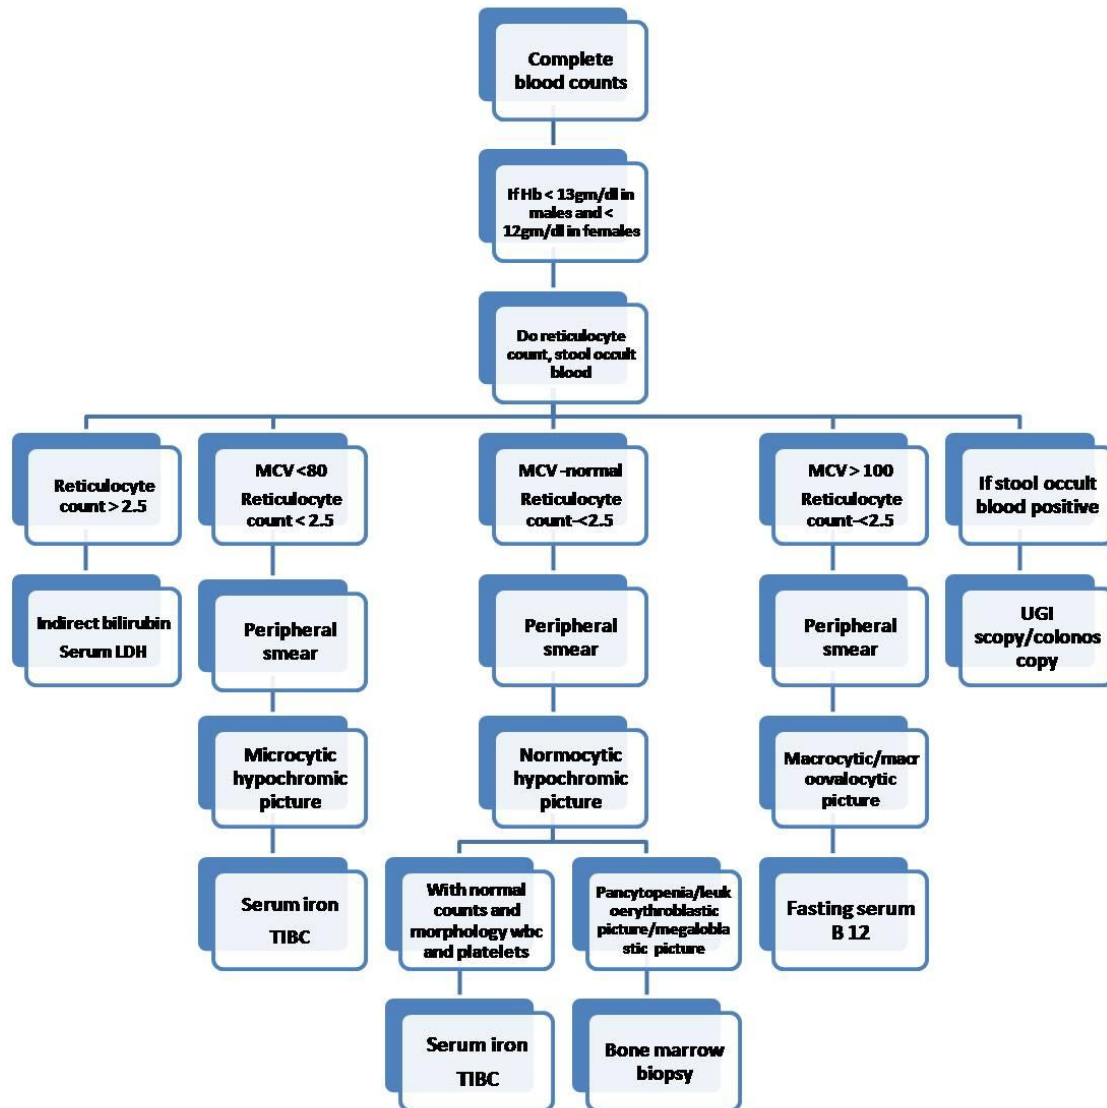 Complete
blood counts
If Hb < 13gm/dl in
males and <
12gm/dl in females
Do reticulocyte
count, stool occult
blood
Reticulocyte
count > 2.5
MCV <80
Reticulocyte
count < 2.5
MCV -normal
Reticulocyte
count-<2.5
MCV > 100
Reticulocyte
count-<2.5
If stool occult
blood positive
Indirect bilirubin
Serum LDH
Peripheral
smear
Peripheral
smear
Peripheral
smear
UGI
scopy/colonos
copy
Microcytic
hypochromic
picture
Normocytic
hypochromic
picture
Macrocytic/macr
oovalocytic
picture
Serum iron
TIBC
With normal
counts and
morphology wbc
and platelets
Pancytopenia/leuk
oerythroblastic
picture/megalobla
stic picture
Fasting serum
B 12
Serum iron
TIBC
Bone marrow
biopsy